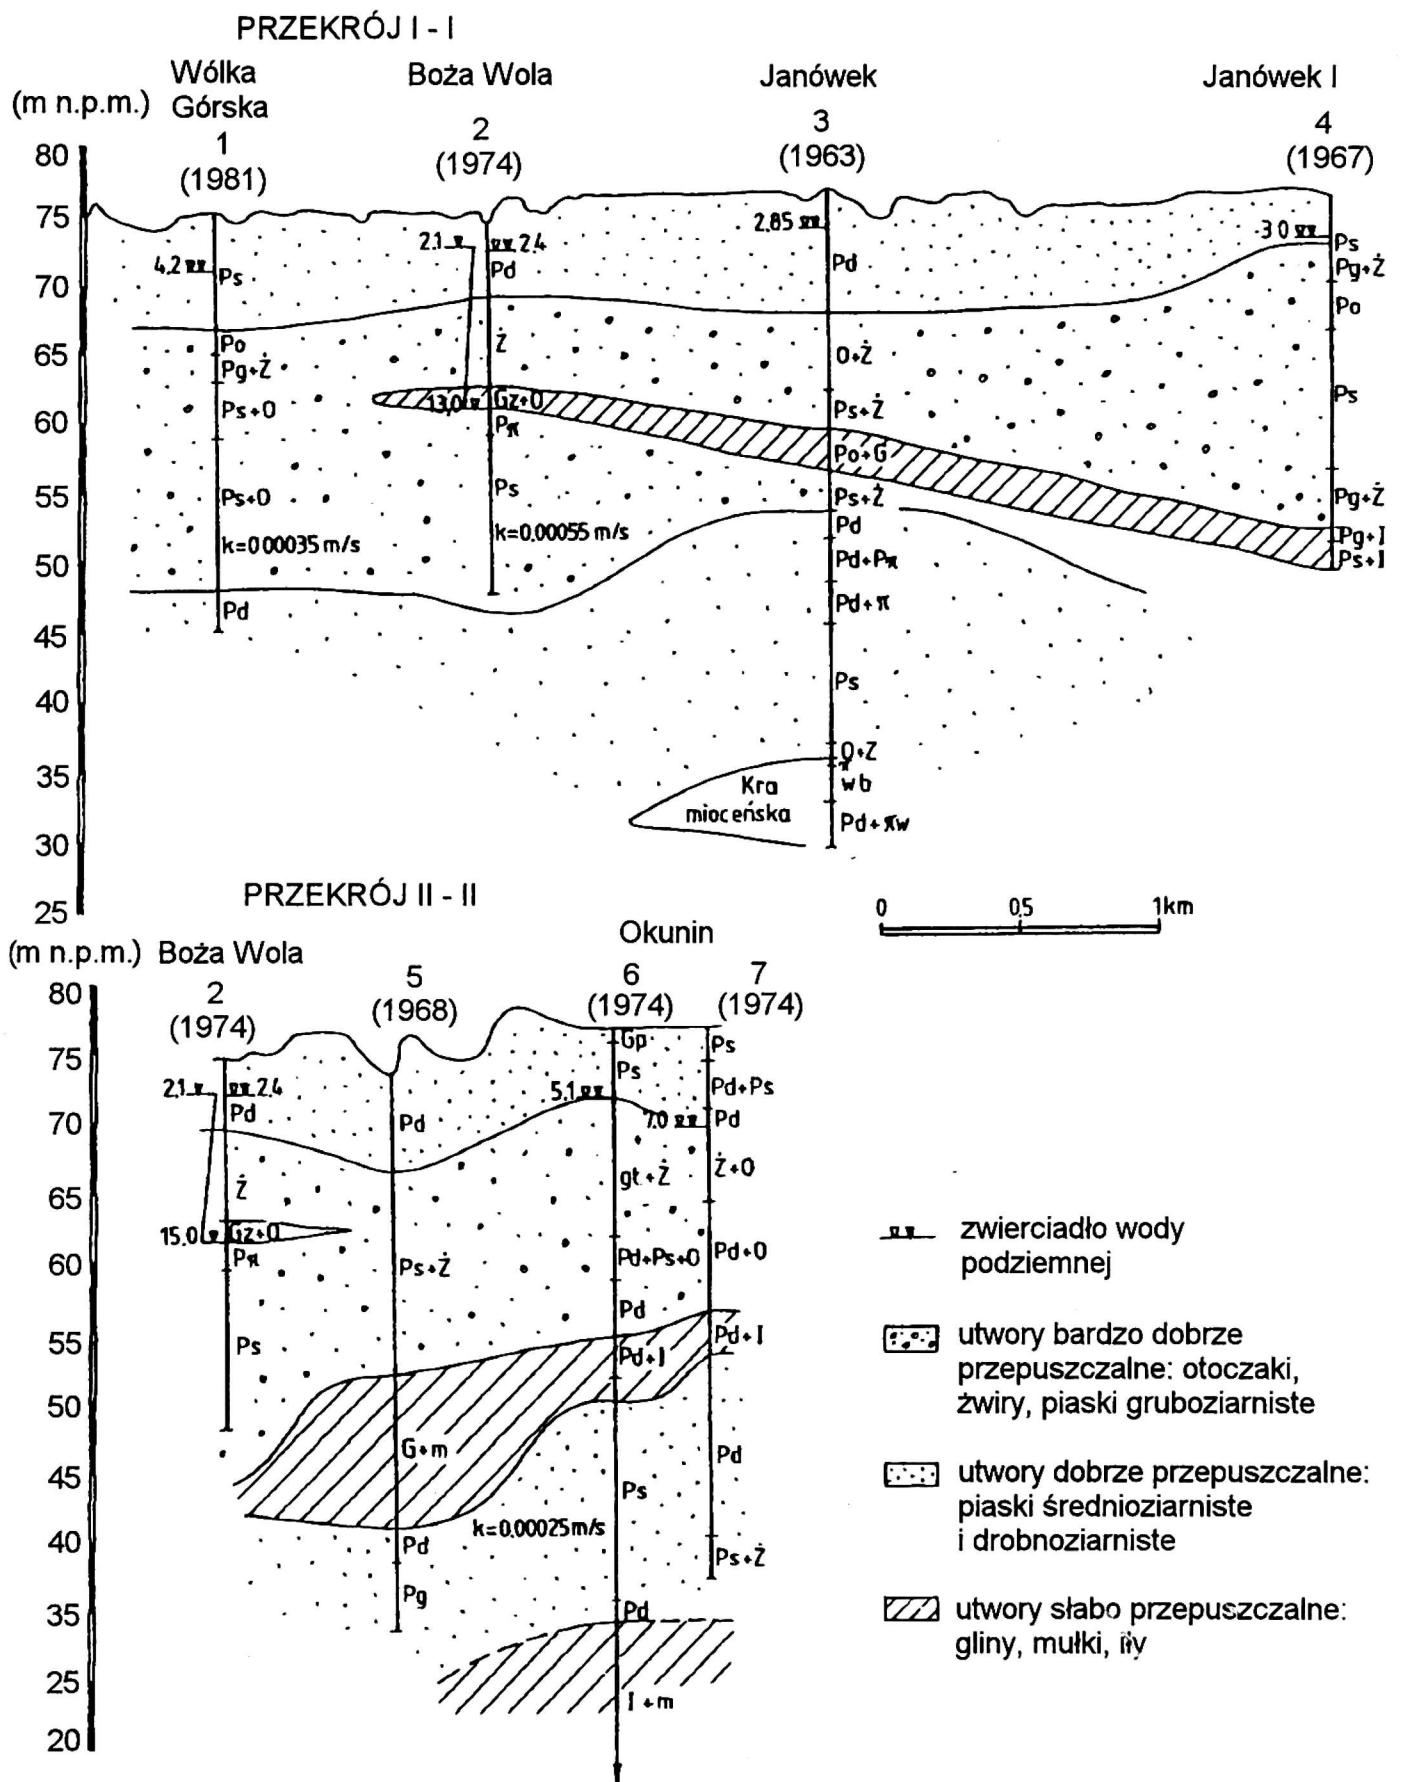 PRZEKRÓJ I - I
Wólka
Górska
Boża Wola
Janówek
Janówek I
(m n.p.m.)
1
(1981)
2
(1974)
3
(1963)
4
(1967)
80
75
70
65
60
55
50
45
40
35
30
25
4,2
Ps
Po
Pg+Ż
Ps+O
Ps+O
k=000035 m/s
Pd
2.1
2.4
Pd
Ż
13,0
Gz+O
Pπ
Ps
k=0.00055 m/s
2.85
Pd
O+Ż
Ps+Ż
Po+G
Ps+Ż
Pd
Pd+Pπ
Pd+π
Ps
O+Z
π
wb
Pd+πw
Kra
mioceńska
3 0
Ps
Pg+Ż
Po
Ps
Pg+Ż
Pg+I
Ps+I
0
0,5
1km
PRZEKRÓJ II - II
(m n.p.m.)
Boża Wola
Okunin
2
(1974)
5
(1968)
6
(1974)
7
(1974)
80
75
70
65
60
55
50
45
40
35
25
20
2.1
2.4
Pd
Ż
15.0
Gz+O
Pπ
Ps
Pd
Ps+Ż
G+m
Pd
Pg
k=0.00025m/s
5.1
Gp
Ps
gt+Ż
Pd+Ps+O
Pd
Pd+I
Ps
Pd
I+m
7.0
Ps
Pd+Ps
Pd
Ż+O
Pd+O
Pd+I
Pd
Ps+Ż
zwierciadło wody
podziemnej
utwory bardzo dobrze
przepuszczalne: otoczaki,
żwiry, piaski gruboziarniste
utwory dobrze przepuszczalne:
piaski średnioziarniste
i drobnoziarniste
utwory słabo przepuszczalne:
gliny, mułki, iły